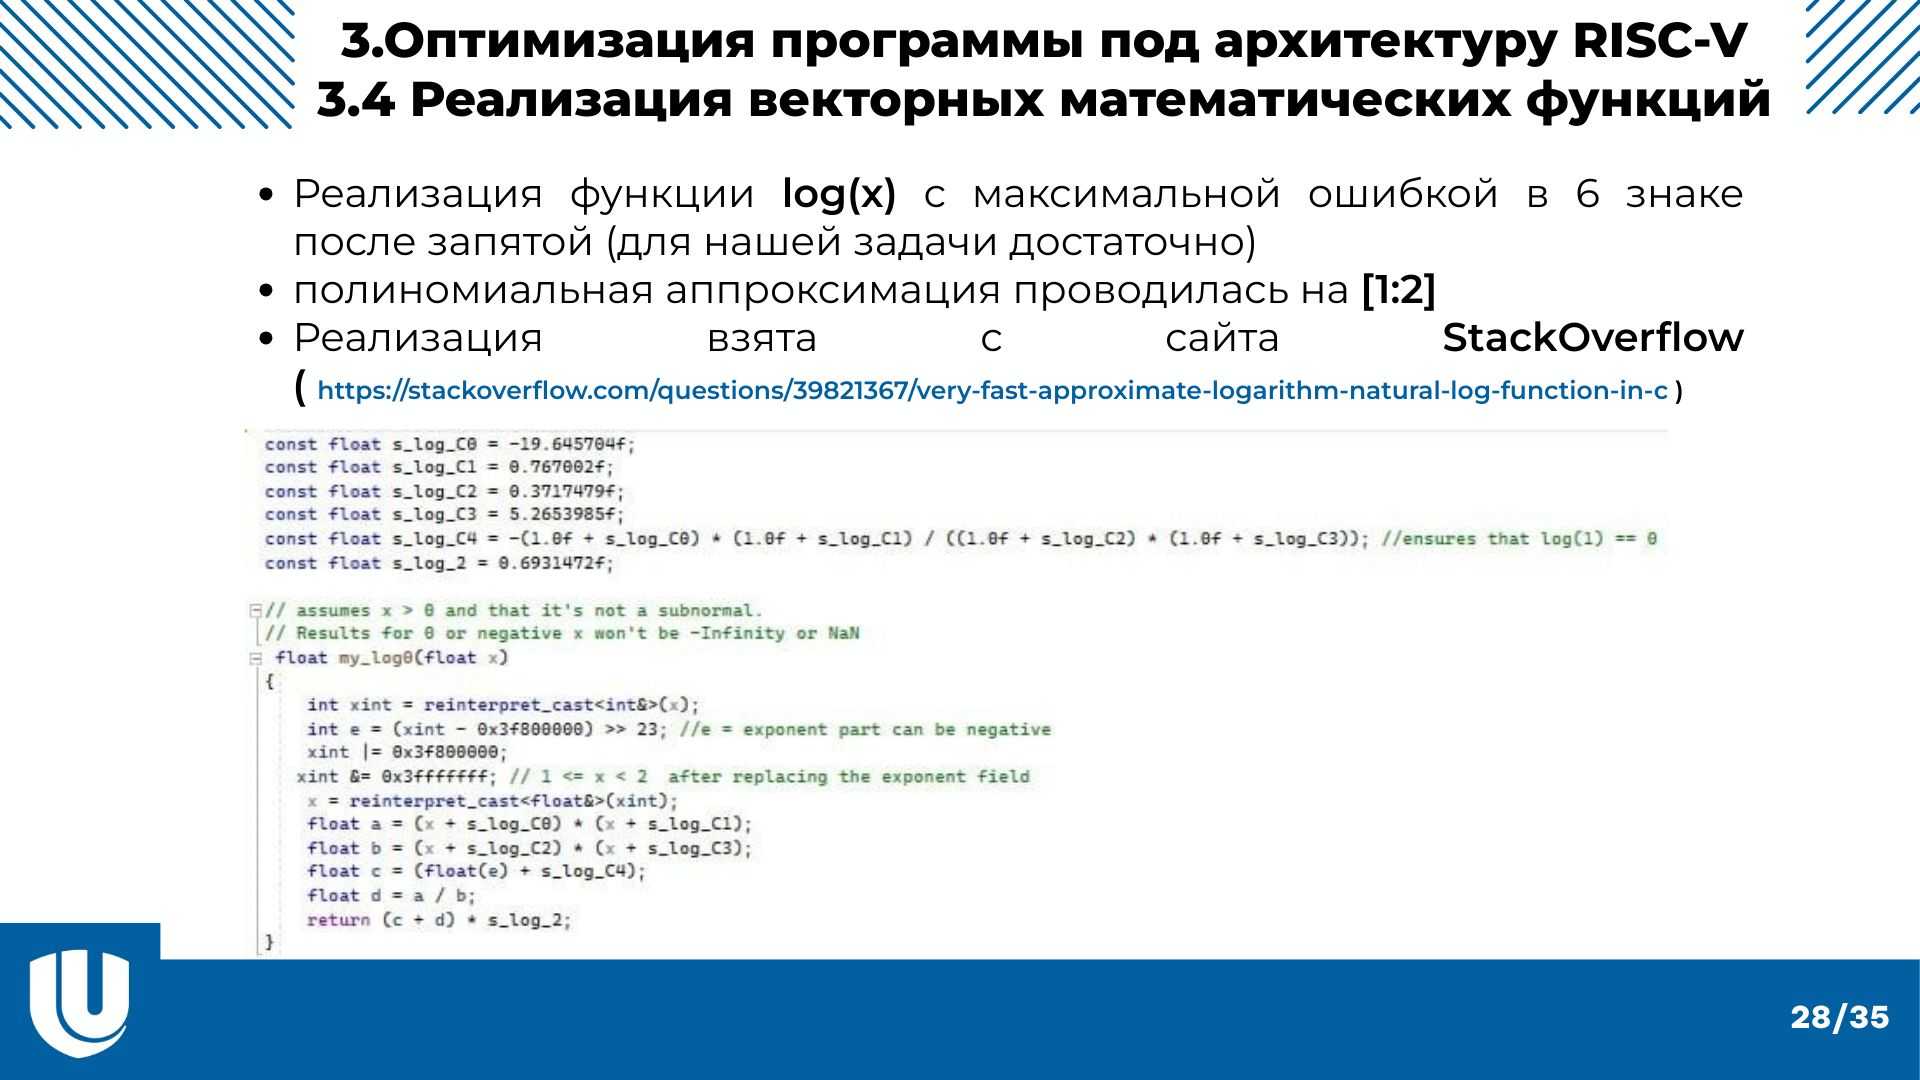 3.Оптимизация программы под архитектуру RISC-V
3.4 Реализация векторных математических функций
• Реализация функции log(x) с максимальной ошибкой в 6 знаке
после запятой (для нашей задачи достаточно)
• полиномиальная аппроксимация проводилась на [1:2]
• Реализация взята с сайта StackOverflow
( https://stackoverflow.com/questions/39821367/very-fast-approximate-logarithm-natural-log-function-in-c )
const float s_log_C0 = -19.645704f;
const float s_log_C1 = 0.767002f;
const float s_log_C2 = 0.3717479f;
const float s_log_C3 = 5.2653985f;
const float s_log_C4 = -(1.0f + s_log_C0) * (1.0f + s_log_C1) / ((1.0f + s_log_C2) * (1.0f + s_log_C3)); //ensures that log(1) == 0
const float s_log_2 = 0.6931472f;
// assumes x > 0 and that it's not a subnormal.
// Results for 0 or negative x won't be -Infinity or NaN
float my_log0(float x)
{
int xint = reinterpret_cast<int&>(x);
int e = (xint - 0x3f800000) >> 23; //e = exponent part can be negative
xint |= 0x3f800000;
xint &= 0x3fffffff; // 1 <= x < 2 after replacing the exponent field
x = reinterpret_cast<float&>(xint);
float a = (x + s_log_C0) * (x + s_log_C1);
float b = (x + s_log_C2) * (x + s_log_C3);
float c = (float(e) + s_log_C4);
float d = a / b;
return (c + d) * s_log_2;
}
28/35